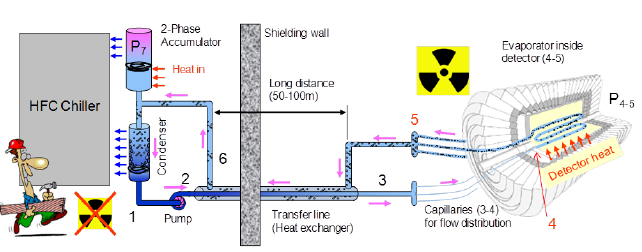 2-Phase
Accumulator
P7
Heat in
HFC Chiller
Condenser
1
2
Pump
6
Shielding wall
Long distance
(50-100m)
Transfer line
(Heat exchanger)
3
5
Capillaries (3-4)
for flow distribution
Evaporator inside
detector (4-5)
P4-5
Detector heat
4